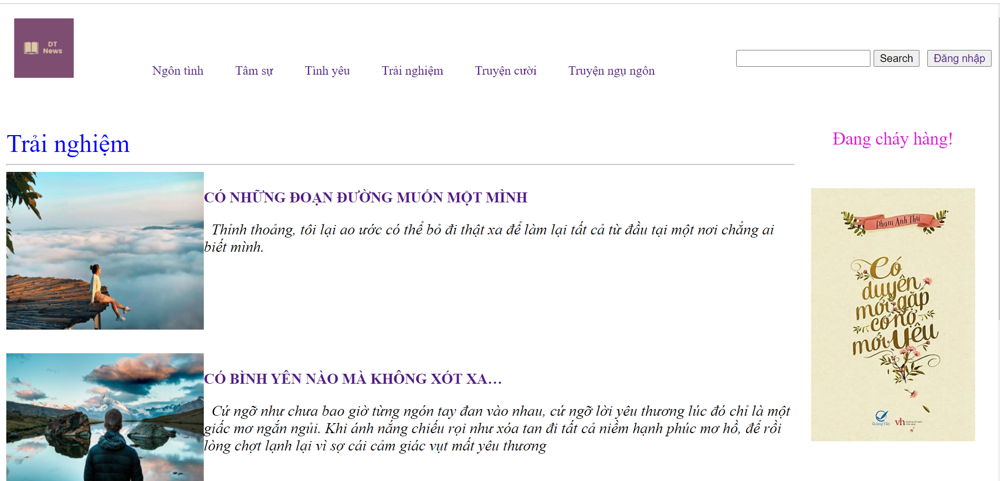 DT
News
Ngôn tình
Tâm sự
Tình yêu
Trải nghiệm
Truyện cười
Truyện ngụ ngôn
Search
Đăng nhập
Trải nghiệm
CÓ NHỮNG ĐOẠN ĐƯỜNG MUỐN MỘT MÌNH
Thỉnh thoảng, tôi lại ao ước có thể bỏ đi thật xa để làm lại tất cả từ đầu tại một nơi chẳng ai
biết mình.
CÓ BÌNH YÊN NÀO MÀ KHÔNG XÓT XA…
Cứ ngỡ như chưa bao giờ từng ngón tay đan vào nhau, cứ ngỡ lời yêu thương lúc đó chỉ là một
giấc mơ ngắn ngủi. Khi ánh nắng chiếu rọi như xóa tan đi tất cả niềm hạnh phúc mơ hồ, để rồi
lòng chợt lạnh lại vì sợ cái cảm giác vụt mất yêu thương
Đang cháy hàng!
Phạm Anh Thư
Có
duyên
mới gặp
có nợ
mới yêu
Quảng Văn
vh